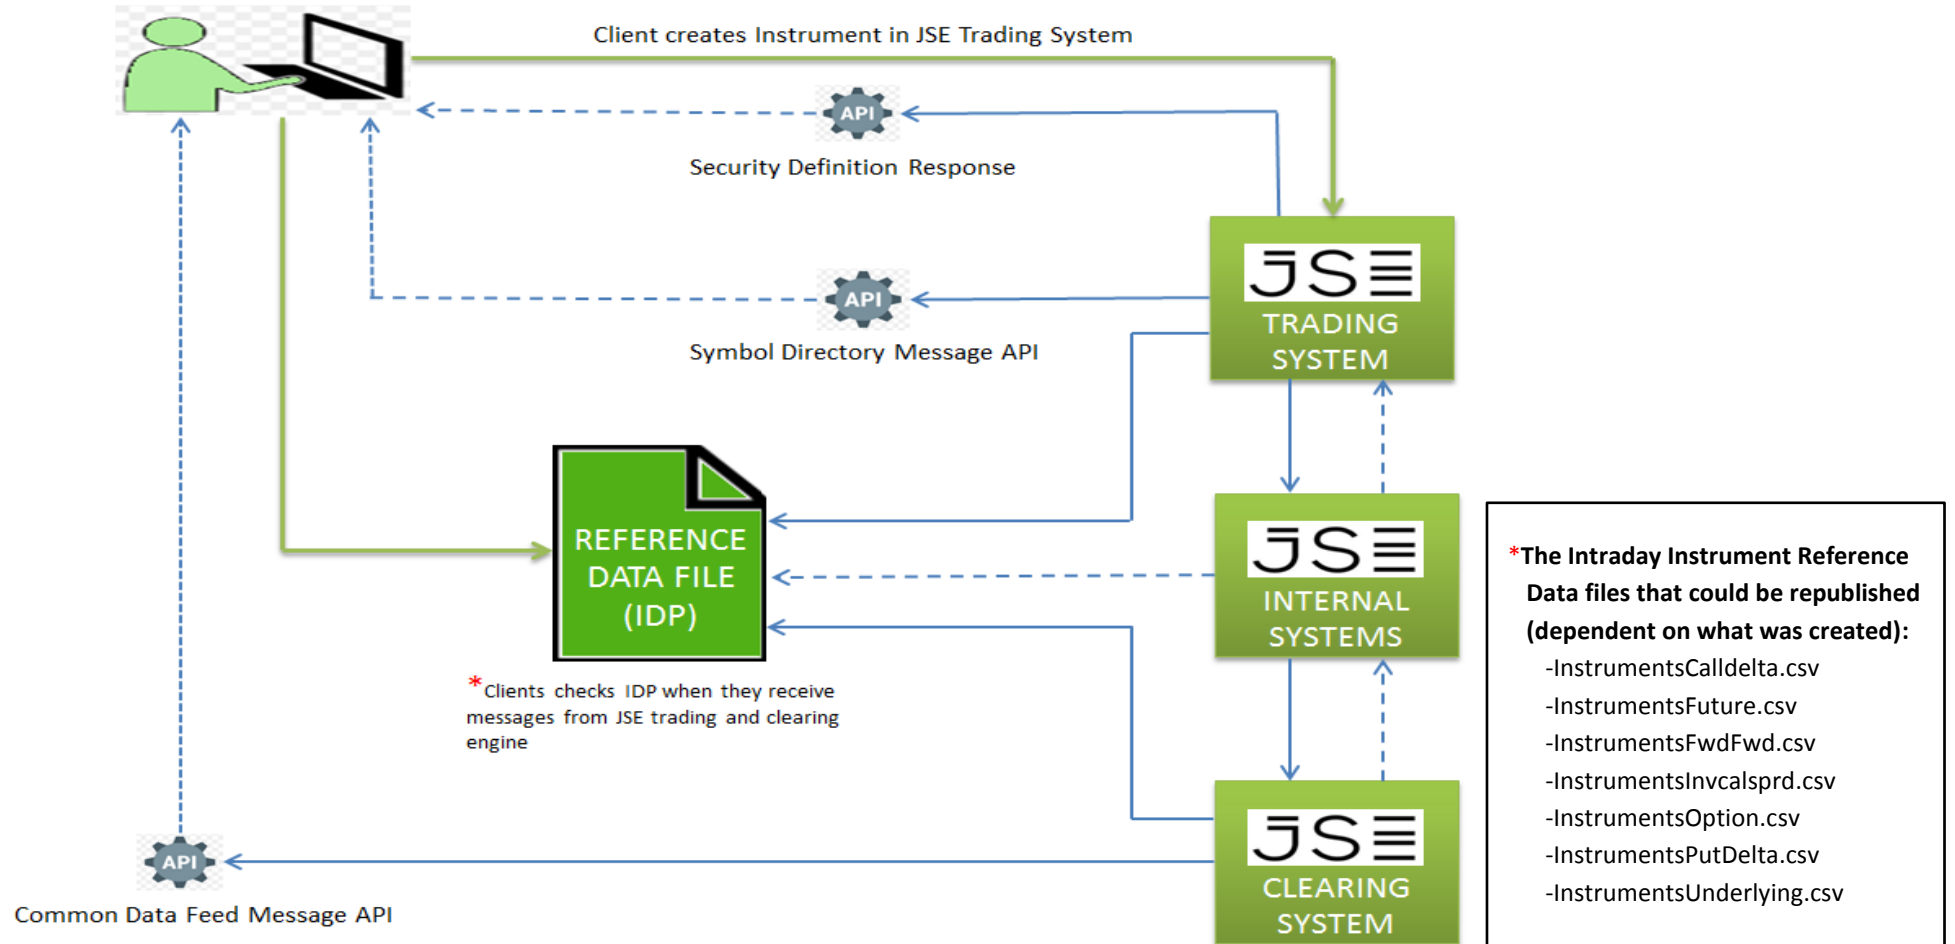 Client creates Instrument in JSE Trading System
API
Security Definition Response
API
Symbol Directory Message API
JSE
TRADING
SYSTEM
REFERENCE
DATA FILE
(IDP)
*Clients checks IDP when they receive
messages from JSE trading and clearing
engine
JSE
INTERNAL
SYSTEMS
JSE
CLEARING
SYSTEM
API
Common Data Feed Message API
*The Intraday Instrument Reference
Data files that could be republished
(dependent on what was created):
-InstrumentsCalldelta.csv
-InstrumentsFuture.csv
-InstrumentsFwdFwd.csv
-InstrumentsInvcalsprd.csv
-InstrumentsOption.csv
-InstrumentsPutDelta.csv
-InstrumentsUnderlying.csv